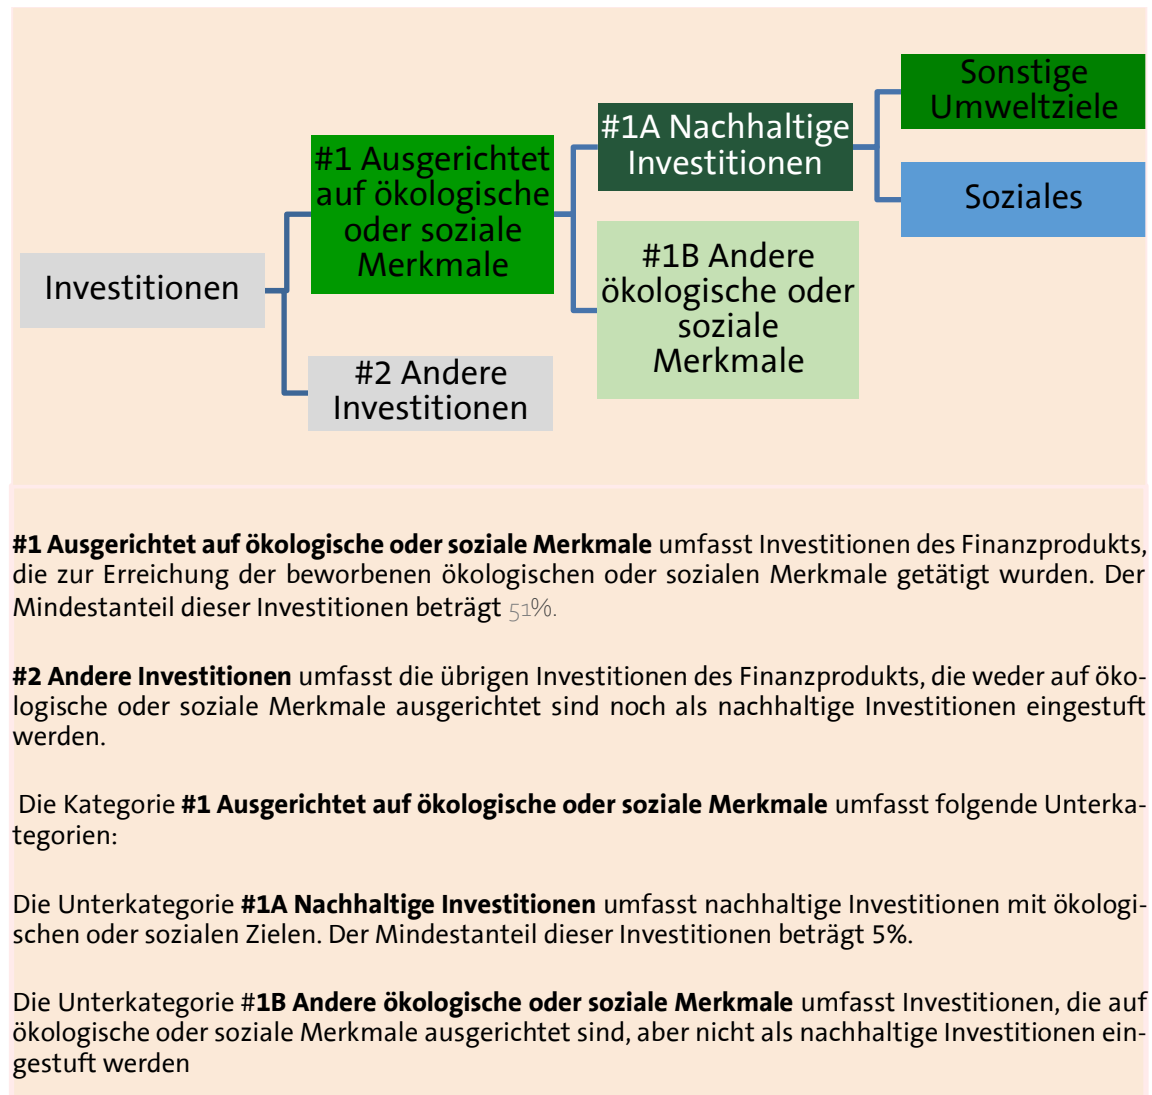 Sonstige
Umweltziele
#1A Nachhaltige
Investitionen
#1 Ausgerichtet
auf ökologische
oder soziale
Merkmale
Soziales
#1B Andere
ökologische oder
soziale
Merkmale
Investitionen
#2 Andere
Investitionen
#1 Ausgerichtet auf ökologische oder soziale Merkmale umfasst Investitionen des Finanzprodukts,
die zur Erreichung der beworbenen ökologischen oder sozialen Merkmale getätigt wurden. Der
Mindestanteil dieser Investitionen beträgt 51%.
#2 Andere Investitionen umfasst die übrigen Investitionen des Finanzprodukts, die weder auf öko-
logische oder soziale Merkmale ausgerichtet sind noch als nachhaltige Investitionen eingestuft
werden.
Die Kategorie #1 Ausgerichtet auf ökologische oder soziale Merkmale umfasst folgende Unterka-
tegorien:
Die Unterkategorie #1A Nachhaltige Investitionen umfasst nachhaltige Investitionen mit ökologi-
schen oder sozialen Zielen. Der Mindestanteil dieser Investitionen beträgt 5%.
Die Unterkategorie #1B Andere ökologische oder soziale Merkmale umfasst Investitionen, die auf
ökologische oder soziale Merkmale ausgerichtet sind, aber nicht als nachhaltige Investitionen ein-
gestuft werden